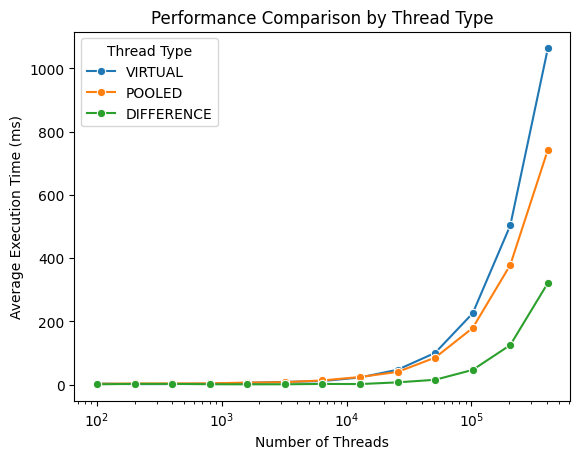 Performance Comparison by Thread Type
Thread Type
VIRTUAL
POOLED
DIFFERENCE
Average Execution Time (ms)
1000
800
600
400
200
0
10²
10³
10⁴
10⁵
Number of Threads